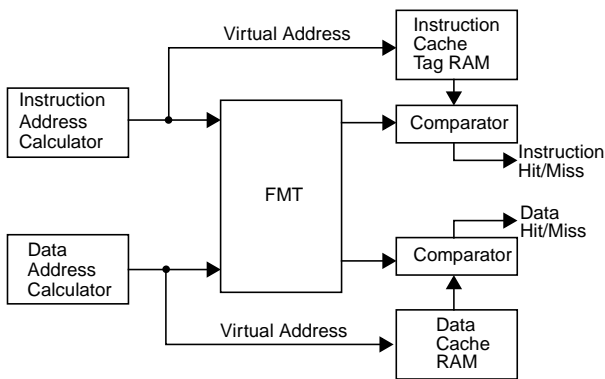 Virtual Address
Instruction
Cache
Tag RAM
Instruction
Address
Calculator
Comparator
Instruction
Hit/Miss
FMT
Data
Hit/Miss
Data
Address
Calculator
Comparator
Virtual Address
Data
Cache
RAM